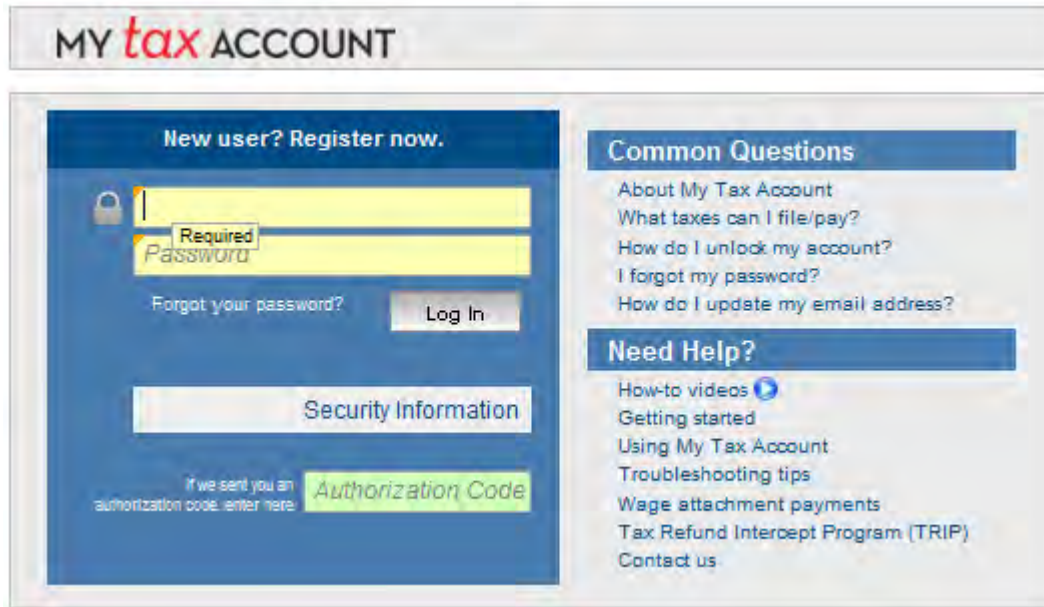 MY tax ACCOUNT
New user? Register now.
Required
Password
Forgot your password?
Log In
Security Information
If we sent you an
authorization code, enter here
Authorization Code
Common Questions
About My Tax Account
What taxes can I file/pay?
How do I unlock my account?
I forgot my password?
How do I update my email address?
Need Help?
How-to videos
Getting started
Using My Tax Account
Troubleshooting tips
Wage attachment payments
Tax Refund Intercept Program (TRIP)
Contact us